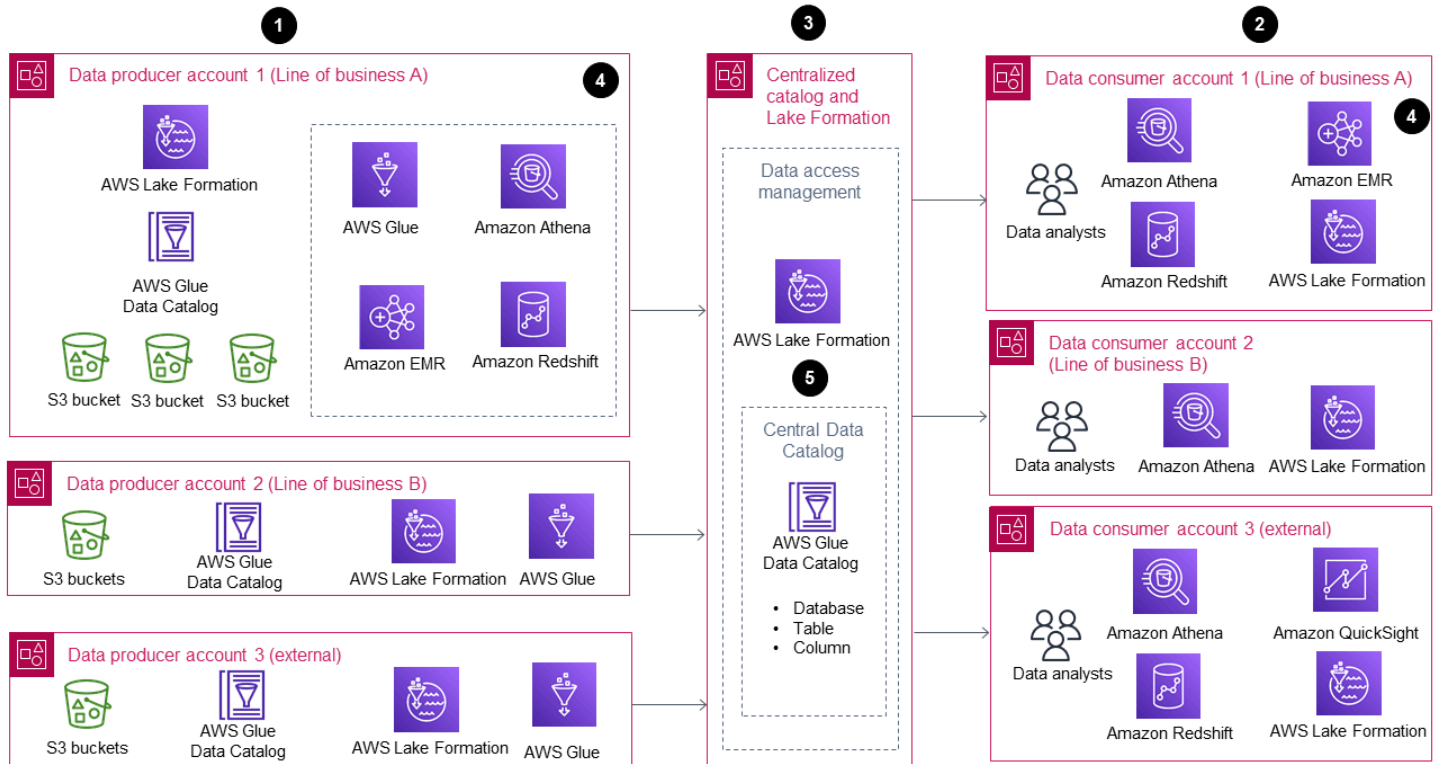 1
3
2
Data producer account 1 (Line of business A)
4
AWS Lake Formation
AWS Glue
Data Catalog
S3 bucket
S3 bucket
S3 bucket
AWS Glue
Amazon Athena
Amazon EMR
Amazon Redshift
Data producer account 2 (Line of business B)
S3 buckets
AWS Glue
Data Catalog
AWS Lake Formation
AWS Glue
Data producer account 3 (external)
S3 buckets
AWS Glue
Data Catalog
AWS Lake Formation
AWS Glue
Centralized
catalog and
Lake Formation
Data access
management
AWS Lake Formation
5
Central Data
Catalog
AWS Glue
Data Catalog
• Database
• Table
• Column
Data consumer account 1 (Line of business A)
4
Data analysts
Amazon Athena
Amazon EMR
Amazon Redshift
AWS Lake Formation
Data consumer account 2
(Line of business B)
Data analysts
Amazon Athena
AWS Lake Formation
Data consumer account 3 (external)
Data analysts
Amazon Athena
Amazon QuickSight
Amazon Redshift
AWS Lake Formation